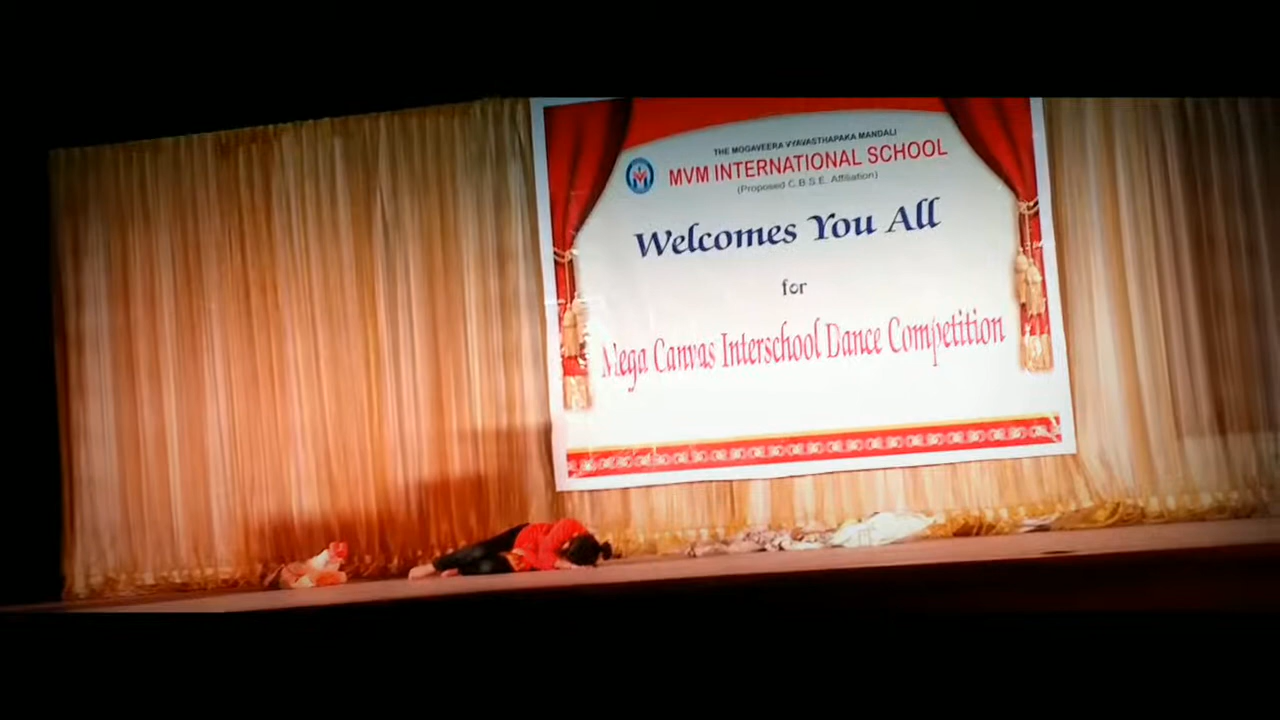 THE MOGAVEERA VYAVASTHAPAKA MANDALI
MVM INTERNATIONAL SCHOOL
(Proposed C.B.S.E. Affiliation)
Welcomes You All
for
Mega Canvas Interschool Dance Competition